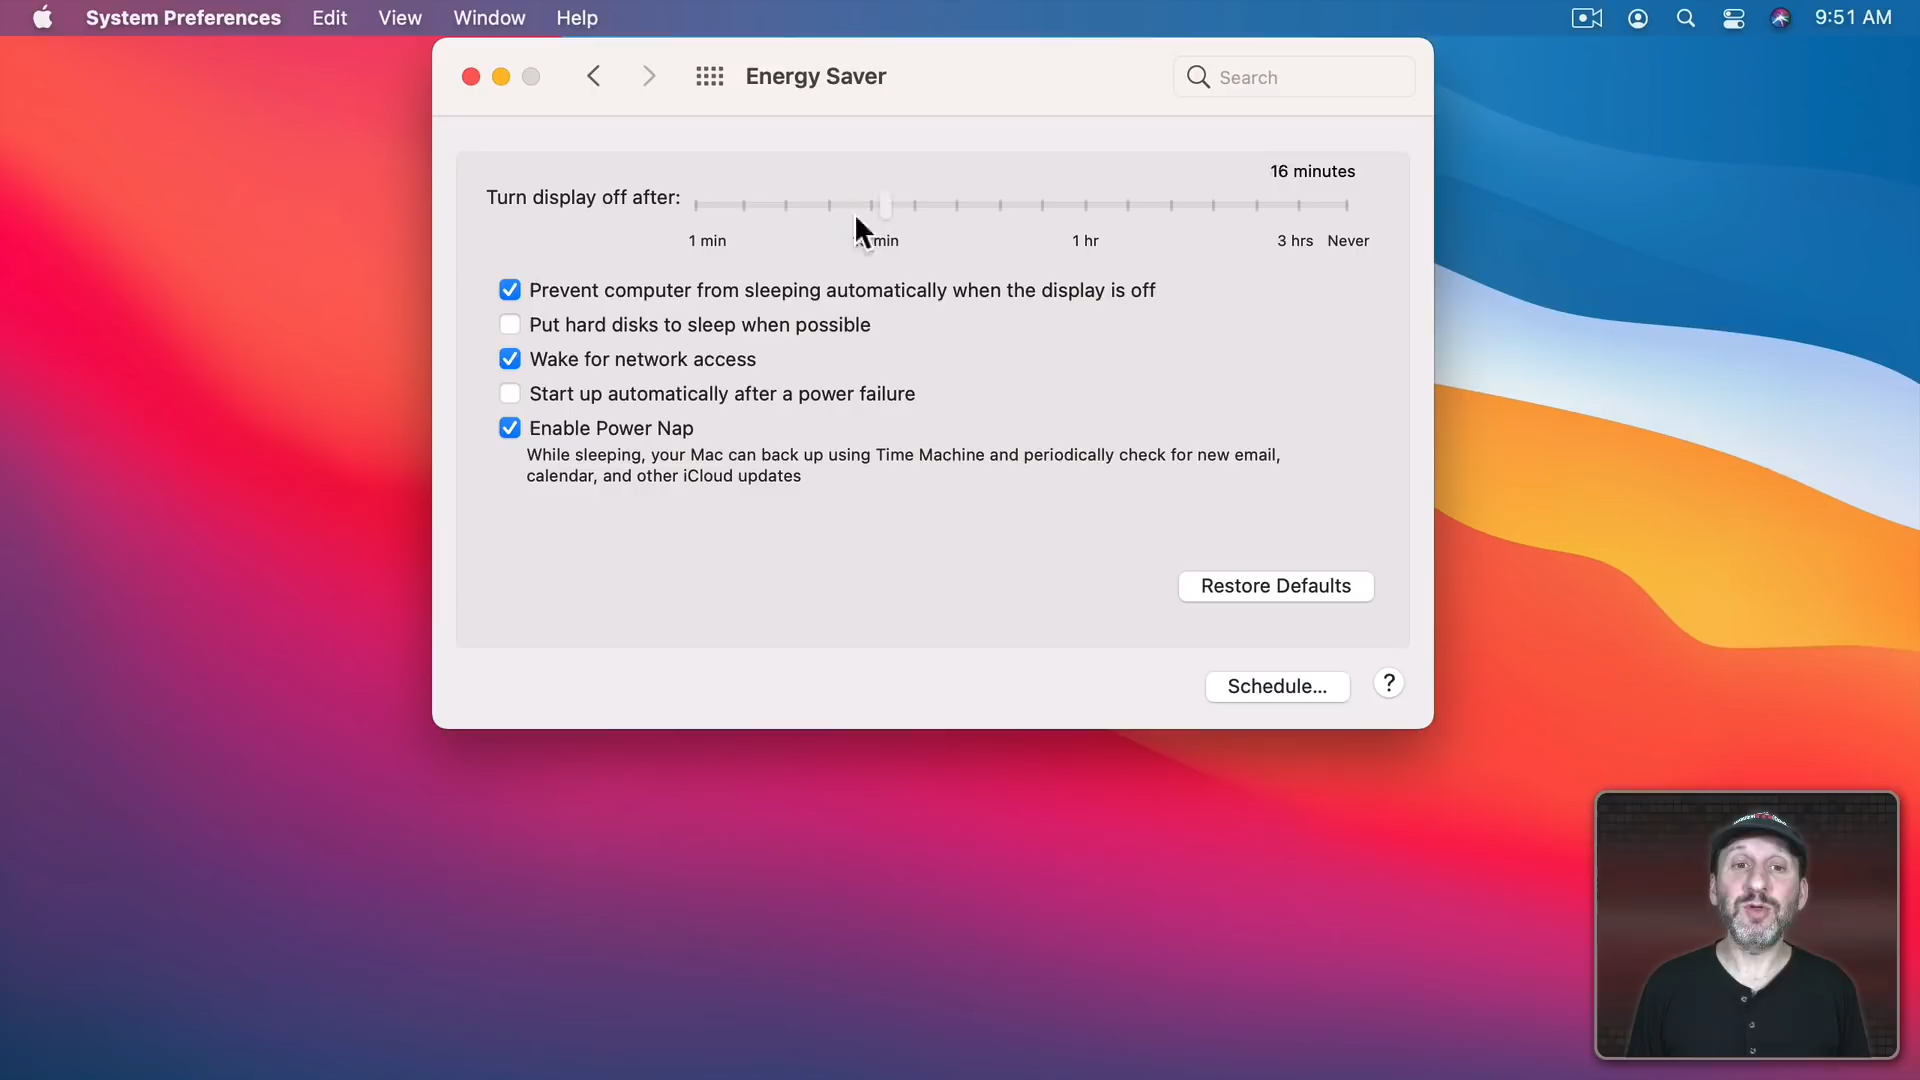 System Preferences Edit View Window Help 9:51 AM
Energy Saver Search
16 minutes
Turn display off after:
1 min min 1 hr 3 hrs Never
Prevent computer from sleeping automatically when the display is off
Put hard disks to sleep when possible
Wake for network access
Start up automatically after a power failure
Enable Power Nap
While sleeping, your Mac can back up using Time Machine and periodically check for new email,
calendar, and other iCloud updates
Restore Defaults
Schedule... ?